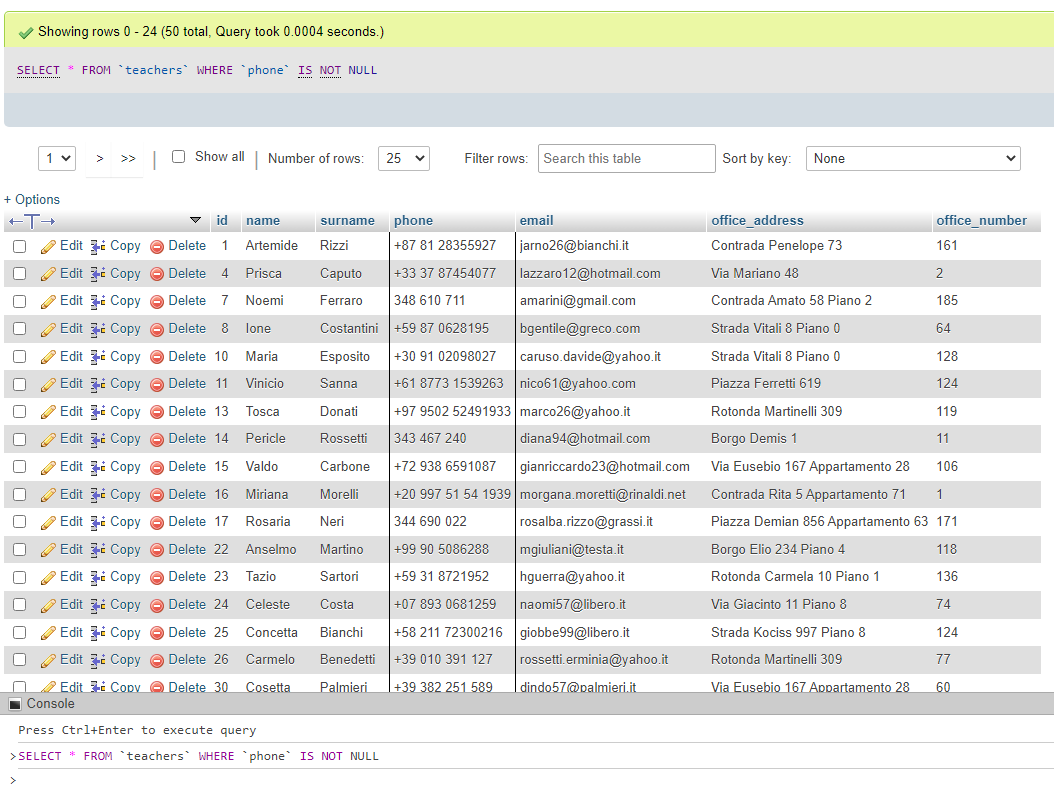 Showing rows 0 - 24 (50 total, Query took 0.0004 seconds.)
SELECT * FROM `teachers` WHERE `phone` IS NOT NULL
1 > >> | Show all | Number of rows: 25 Filter rows: Search this table Sort by key: None
+ Options
←T→ id name surname phone email office_address office_number
Edit Copy Delete 1 Artemide Rizzi +87 81 28355927 jarno26@bianchi.it Contrada Penelope 73 161
Edit Copy Delete 4 Prisca Caputo +33 37 87454077 lazzaro12@hotmail.com Via Mariano 48 2
Edit Copy Delete 7 Noemi Ferraro 348 610 711 amarini@gmail.com Contrada Amato 58 Piano 2 185
Edit Copy Delete 8 Ione Costantini +59 87 0628195 bgentile@greco.com Strada Vitali 8 Piano 0 64
Edit Copy Delete 10 Maria Esposito +30 91 02098027 caruso.davide@yahoo.it Strada Vitali 8 Piano 0 128
Edit Copy Delete 11 Vinicio Sanna +61 8773 1539263 nico61@yahoo.com Piazza Ferretti 619 124
Edit Copy Delete 13 Tosca Donati +97 9502 52491933 marco26@yahoo.it Rotonda Martinelli 309 119
Edit Copy Delete 14 Pericle Rossetti 343 467 240 diana94@hotmail.com Borgo Demis 1 11
Edit Copy Delete 15 Valdo Carbone +72 938 6591087 gianriccardo23@hotmail.com Via Eusebio 167 Appartamento 28 106
Edit Copy Delete 16 Miriana Morelli +20 997 51 54 1939 morgana.moretti@rinaldi.net Contrada Rita 5 Appartamento 71 1
Edit Copy Delete 17 Rosaria Neri 344 690 022 rosalba.rizzo@grassi.it Piazza Demian 856 Appartamento 63 171
Edit Copy Delete 22 Anselmo Martino +99 90 5086288 mgiuliani@testa.it Borgo Elio 234 Piano 4 118
Edit Copy Delete 23 Tazio Sartori +59 31 8721952 hguerra@yahoo.it Rotonda Carmela 10 Piano 1 136
Edit Copy Delete 24 Celeste Costa +07 893 0681259 naomi57@libero.it Via Giacinto 11 Piano 8 74
Edit Copy Delete 25 Concetta Bianchi +58 211 72300216 giobbe99@libero.it Strada Kociss 997 Piano 8 124
Edit Copy Delete 26 Carmelo Benedetti +39 010 391 127 rossetti.erminia@yahoo.it Rotonda Martinelli 309 77
Edit Copy Delete 30 Cosetta Palmieri +39 382 251 589 dindo57@palmieri.it Via Eusebio 167 Appartamento 28 60
Console
Press Ctrl+Enter to execute query
>SELECT * FROM `teachers` WHERE `phone` IS NOT NULL
>